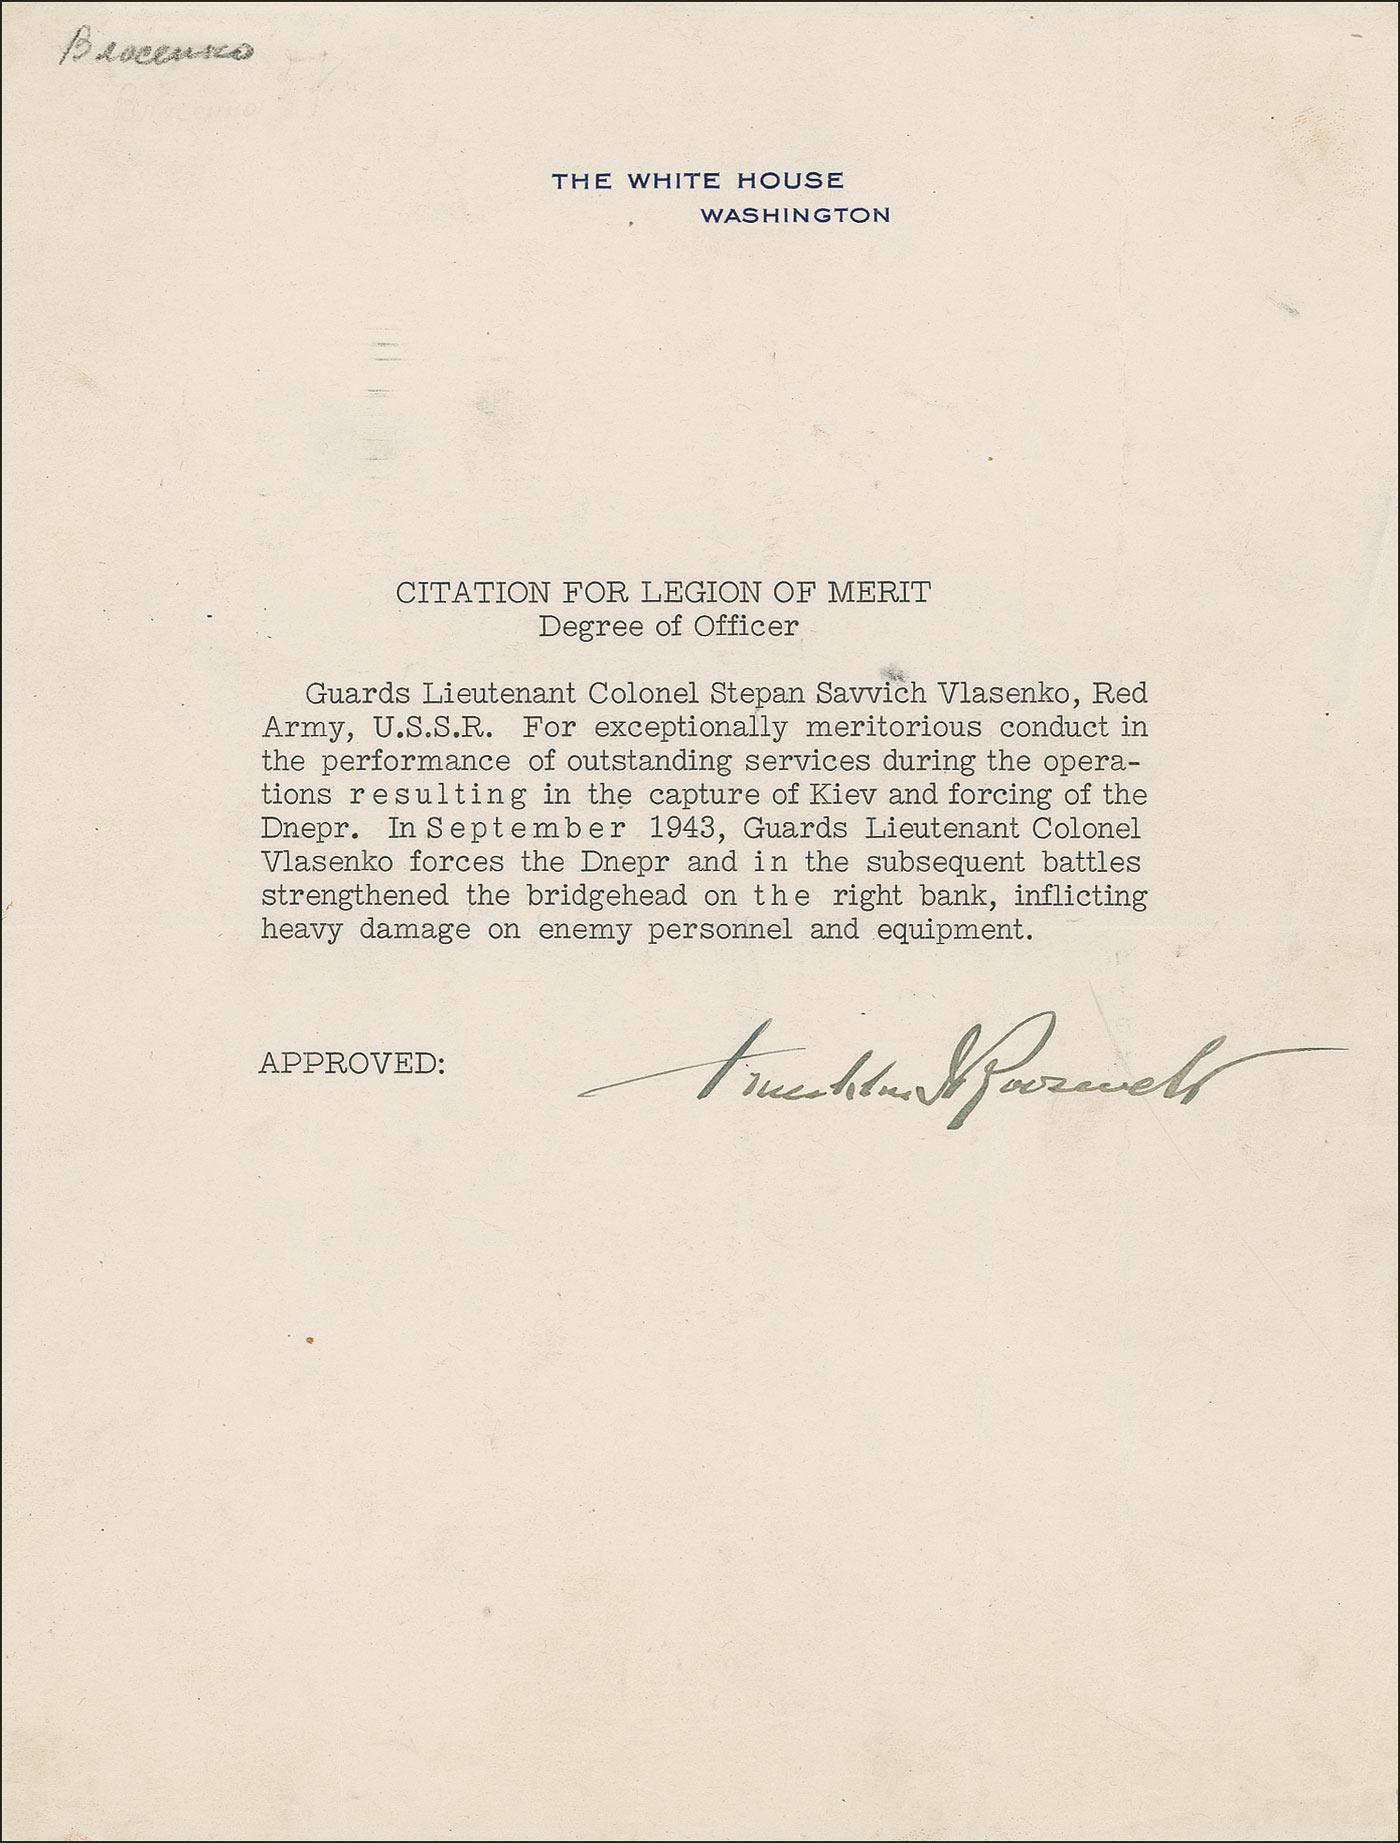 Власенко
Власенко
THE WHITE HOUSE
WASHINGTON
CITATION FOR LEGION OF MERIT
Degree of Officer
Guards Lieutenant Colonel Stepan Savvich Vlasenko, Red
Army, U.S.S.R. For exceptionally meritorious conduct in
the performance of outstanding services during the opera-
tions resulting in the capture of Kiev and forcing of the
Dnepr. In September 1943, Guards Lieutenant Colonel
Vlasenko forces the Dnepr and in the subsequent battles
strengthened the bridgehead on the right bank, inflicting
heavy damage on enemy personnel and equipment.
APPROVED: Franklin D Roosevelt